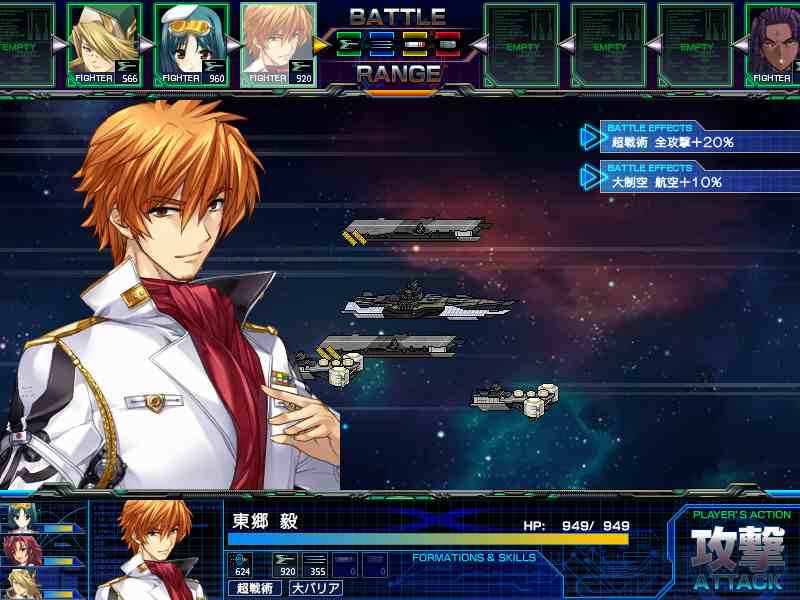 BATTLE
RANGE
EMPTY
FIGHTER 566
FIGHTER 960
FIGHTER 920
EMPTY
EMPTY
EMPTY
FIGHTER
BATTLE EFFECTS
超戦術 全攻撃+20%
BATTLE EFFECTS
大制空 航空+10%
東郷 毅
HP: 949/ 949
FORMATIONS & SKILLS
624
920
355
0
0
超戦術
大バリア
PLAYER'S ACTION
攻撃
ATTACK